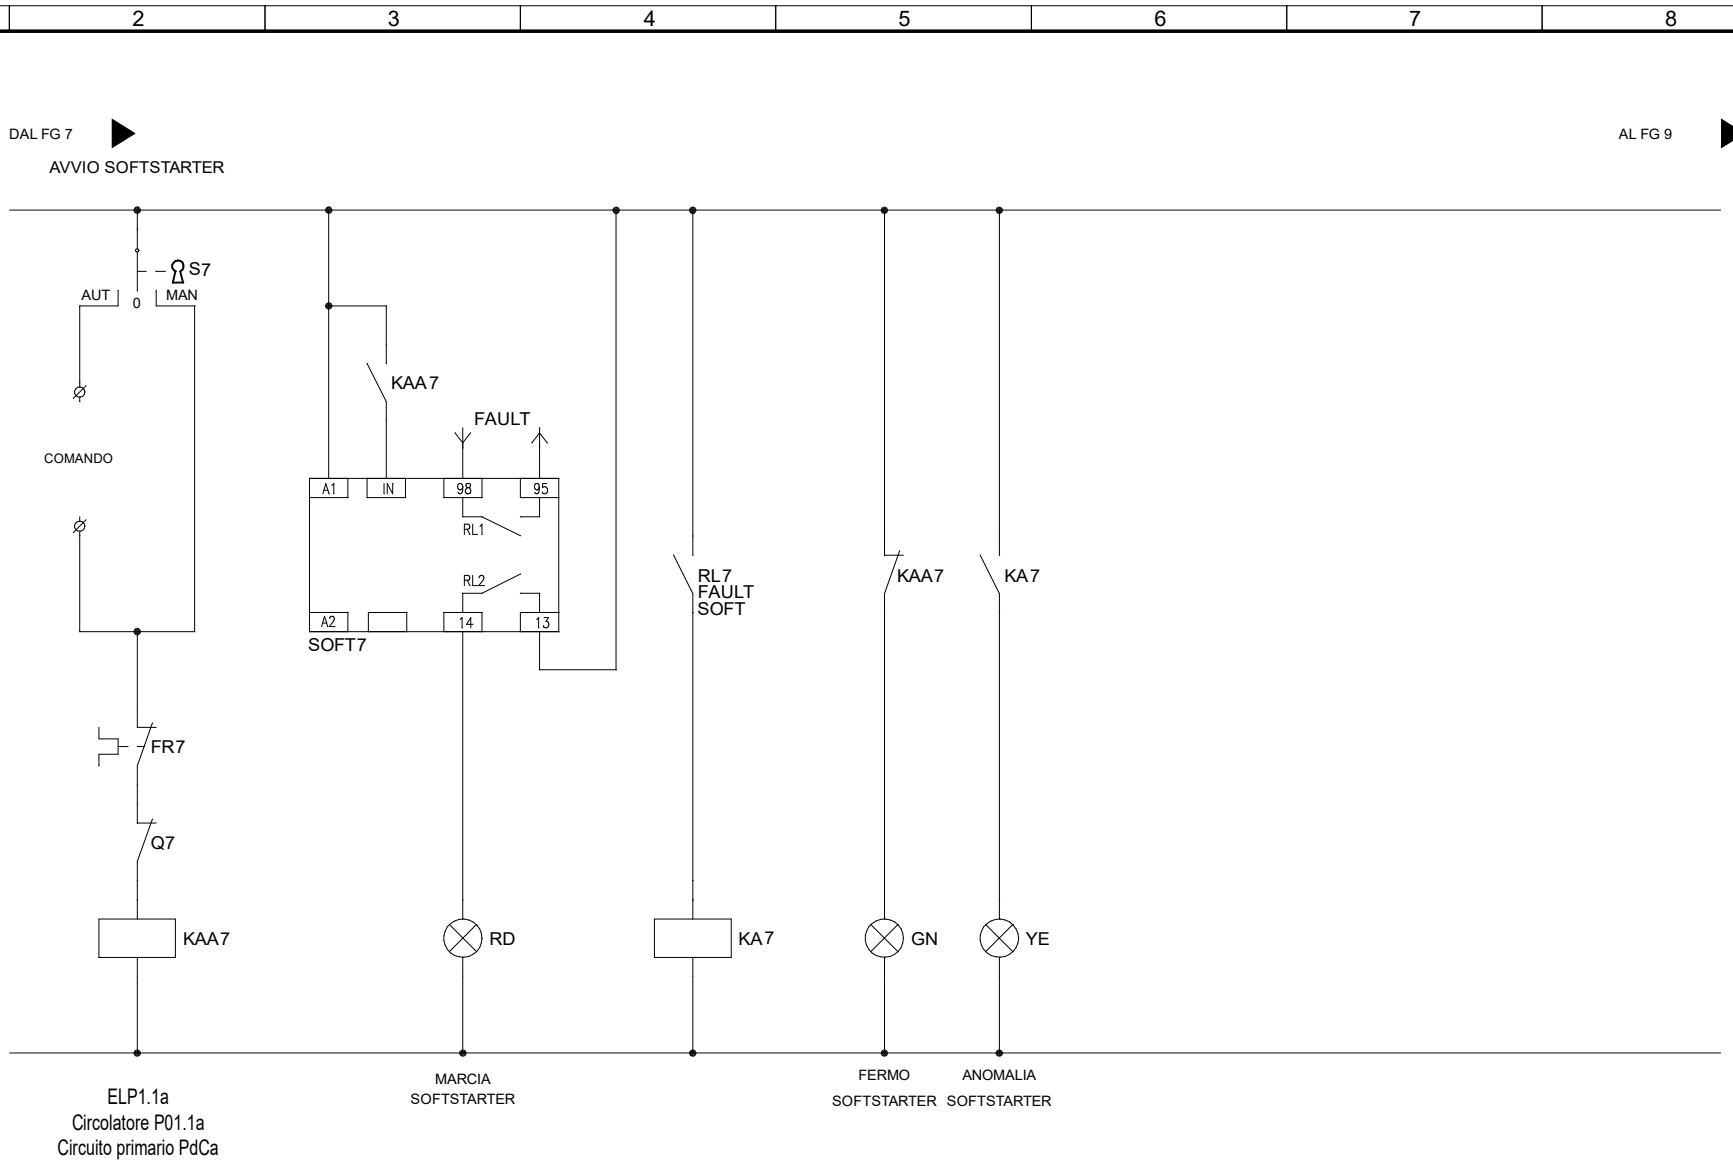 2 3 4 5 6 7 8
DAL FG 7
AL FG 9
AVVIO SOFTSTARTER
S7
AUT 0 MAN
KAA7
FAULT
COMANDO
A1 IN 98 95
RL1
RL2
A2 14 13
SOFT7
RL7
FAULT
SOFT
KAA7
KA7
FR7
Q7
KAA7
RD
KA7
GN
YE
MARCIA
SOFTSTARTER
FERMO
SOFTSTARTER
ANOMALIA
SOFTSTARTER
ELP1.1a
Circolatore P01.1a
Circuito primario PdCa